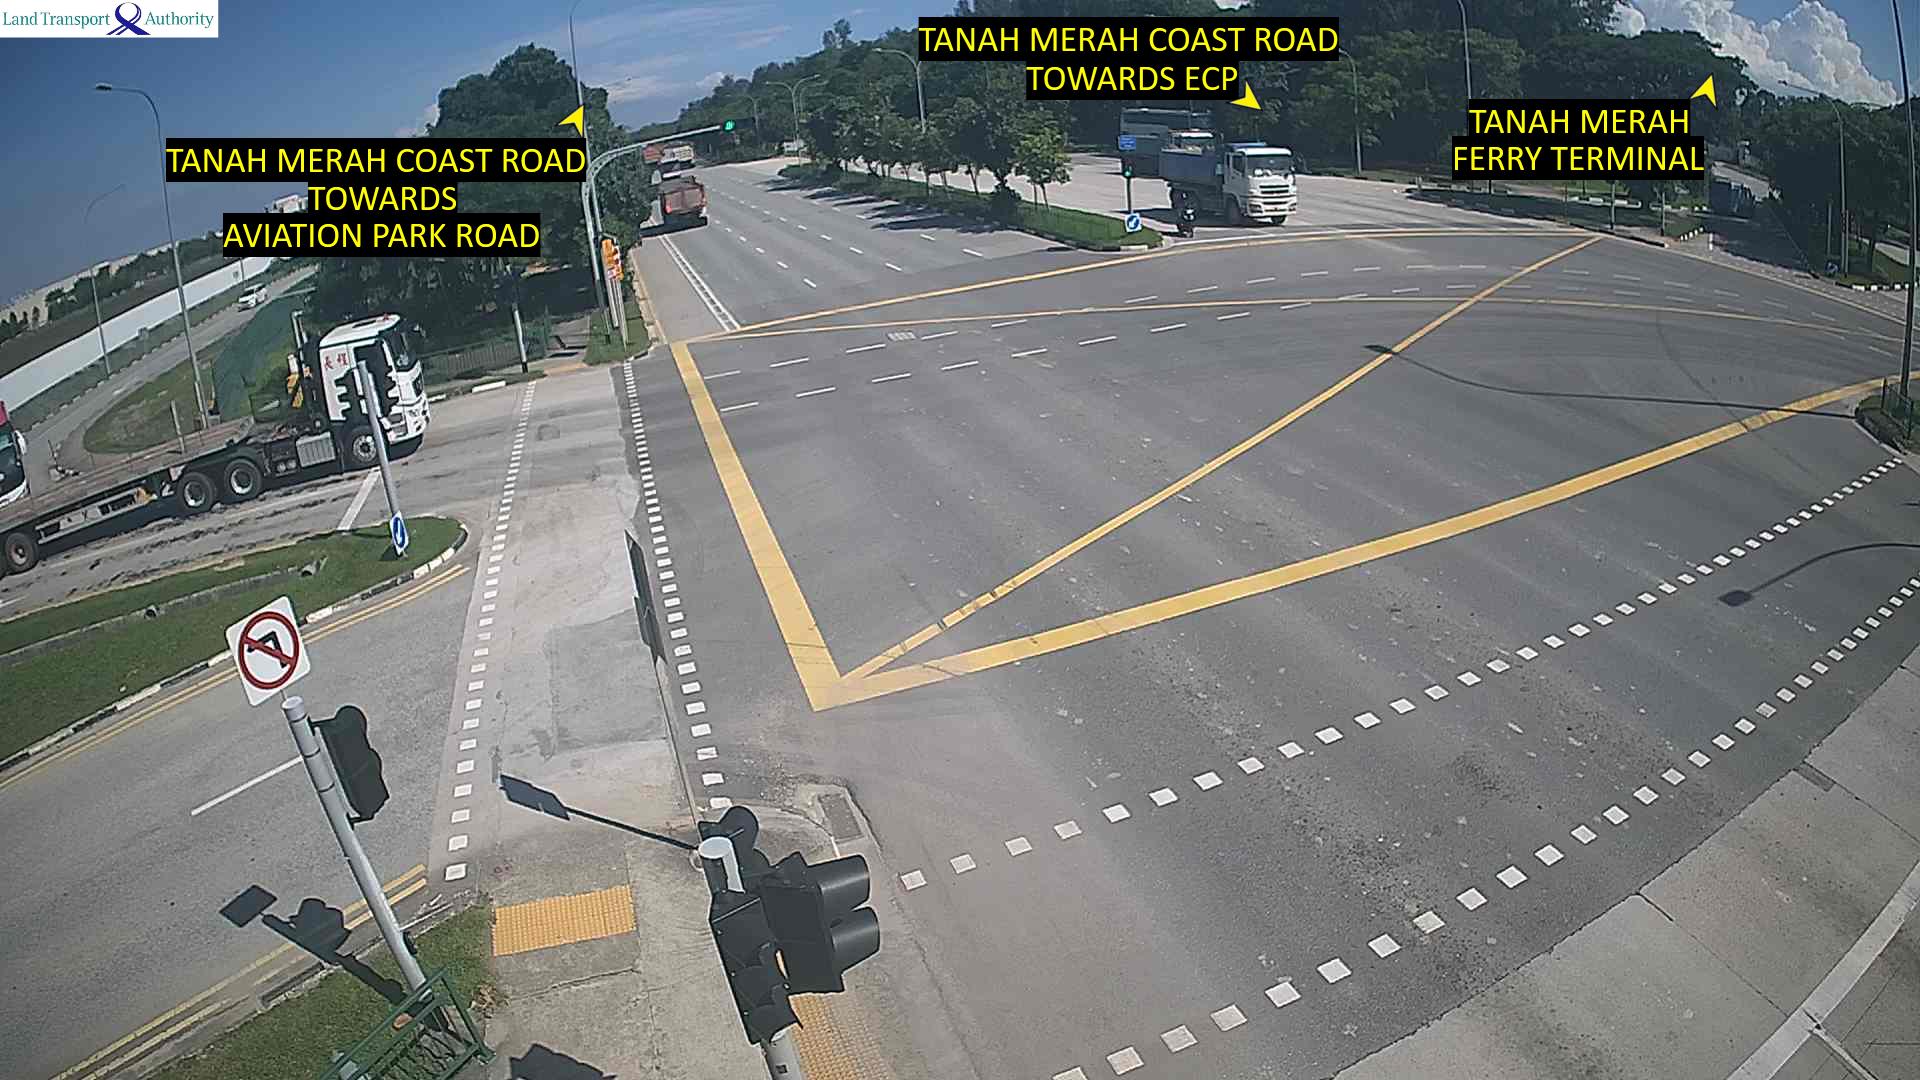 Land Transport Authority
TANAH MERAH COAST ROAD
TOWARDS ECP
TANAH MERAH
FERRY TERMINAL
TANAH MERAH COAST ROAD
TOWARDS
AVIATION PARK ROAD